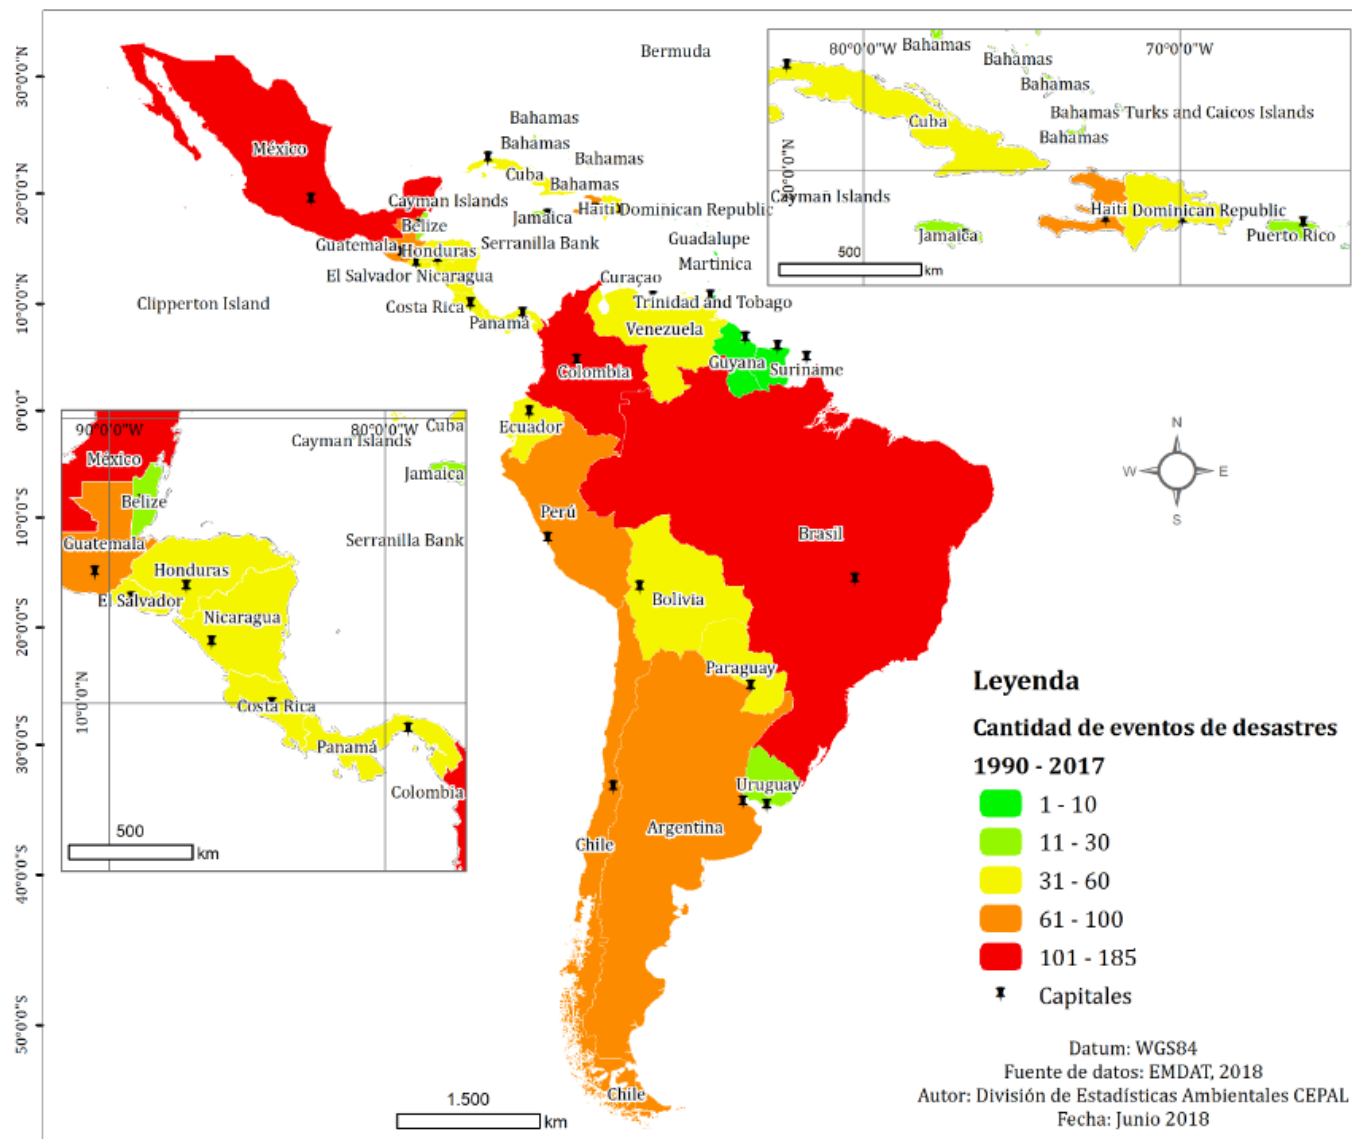 30°0'0"N
20°0'0"N
10°0'0"N
0°0'0"
10°0'0"S
20°0'0"S
30°0'0"S
40°0'0"S
50°0'0"S
Bermuda
Bahamas
Bahamas
Bahamas
Cuba
Bahamas
México
Cayman Islands
Belize
Jamaica
Haiti
Dominican Republic
Guatemala
Honduras
Serranilla Bank
Guadalupe
Martinica
El Salvador
Nicaragua
Curaçao
Clipperton Island
Costa Rica
Trinidad and Tobago
Panamá
Venezuela
Guyana
Suriname
Colombia
Ecuador
Perú
Brasil
Bolivia
Paraguay
Uruguay
Argentina
Chile
Chile
1.500
km
80°0'0"W
70°0'0"W
20°0'0"N
Bahamas
Bahamas
Bahamas
Bahamas
Turks and Caicos Islands
Bahamas
Cuba
Cayman Islands
Haiti
Dominican Republic
Jamaica
Puerto Rico
500
km
90°0'0"W
80°0'0"W
10°0'0"N
Cuba
Cayman Islands
México
Jamaica
Belize
Serranilla Bank
Guatemala
Honduras
El Salvador
Nicaragua
Costa Rica
Panamá
Colombia
500
km
N
W
E
S
Leyenda
Cantidad de eventos de desastres
1990 - 2017
1 - 10
11 - 30
31 - 60
61 - 100
101 - 185
Capitales
Datum: WGS84
Fuente de datos: EMDAT, 2018
Autor: División de Estadísticas Ambientales CEPAL
Fecha: Junio 2018